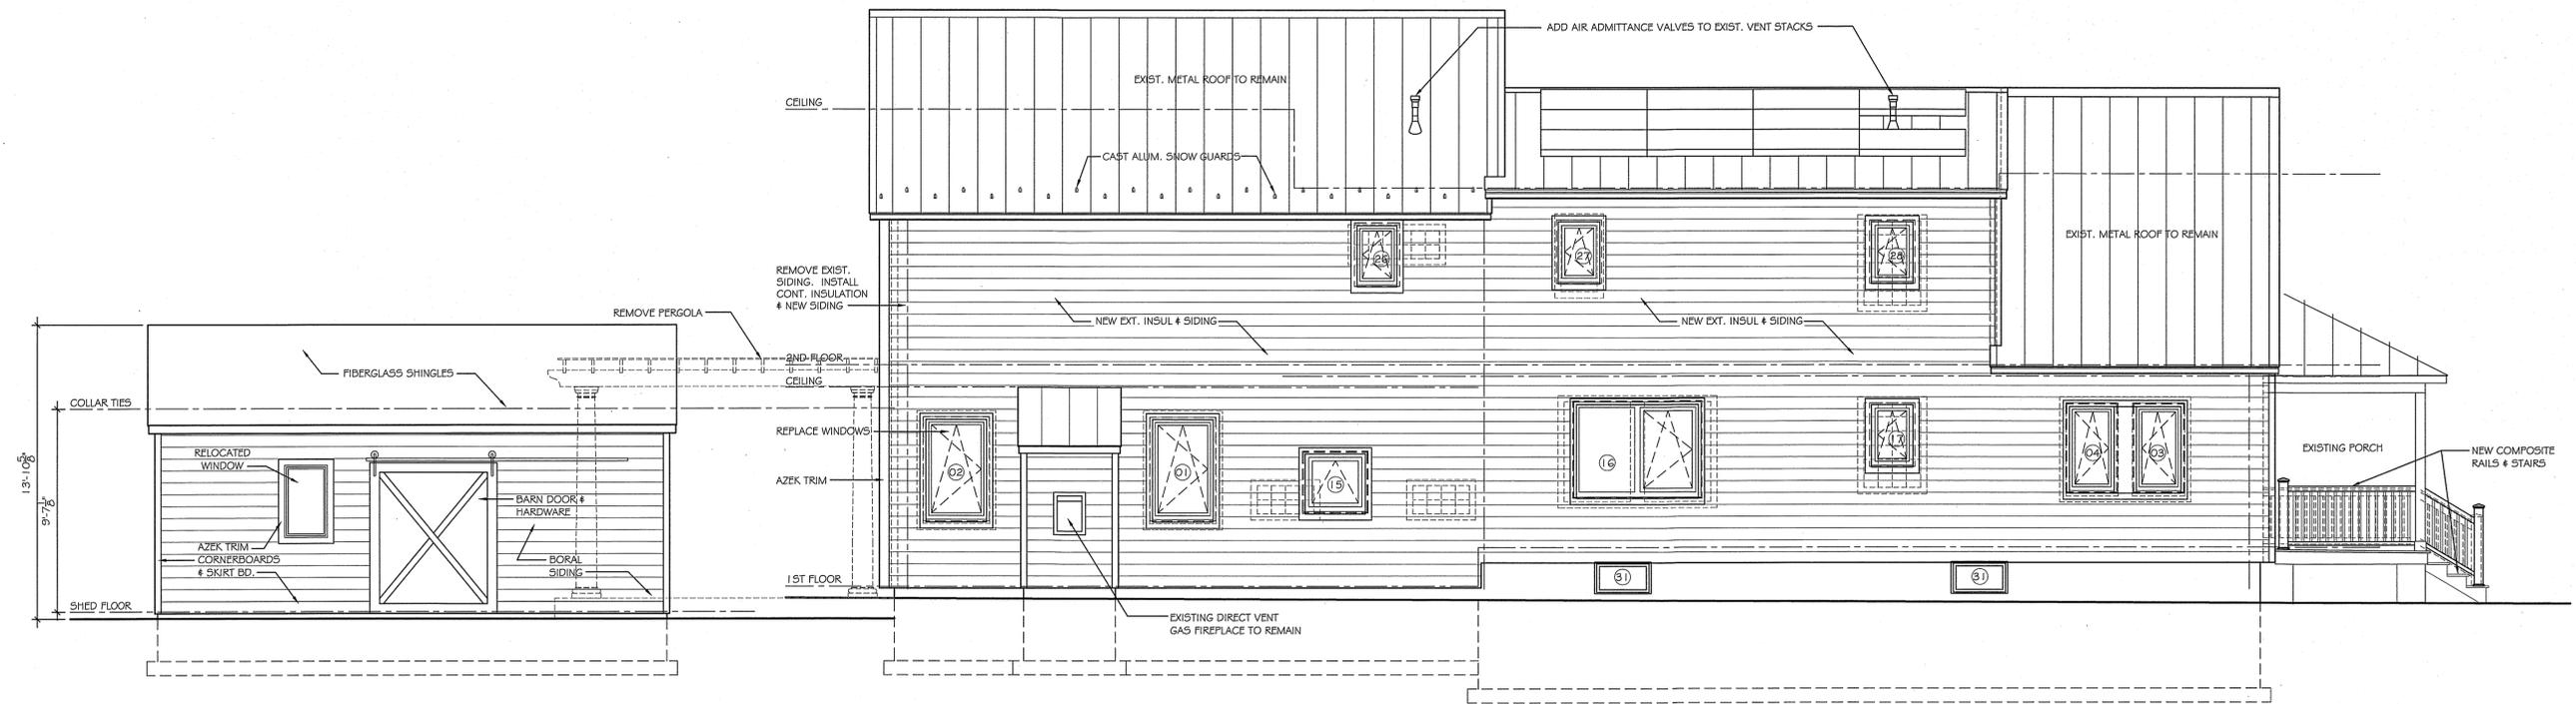 ADD AIR ADMITTANCE VALVES TO EXIST. VENT STACKS
EXIST. METAL ROOF TO REMAIN
CEILING
CAST ALUM. SNOW GUARDS
EXIST. METAL ROOF TO REMAIN
26
27
28
REMOVE EXIST.
SIDING. INSTALL
CONT. INSULATION
& NEW SIDING
REMOVE PERGOLA
NEW EXT. INSUL & SIDING
NEW EXT. INSUL & SIDING
2ND FLOOR
CEILING
FIBERGLASS SHINGLES
COLLAR TIES
REPLACE WINDOWS
RELOCATED
WINDOW
AZEK TRIM
02
01
15
16
17
04
03
EXISTING PORCH
NEW COMPOSITE
RAILS & STAIRS
13'-10 5/8"
9'-7 1/8"
BARN DOOR &
HARDWARE
AZEK TRIM
CORNERBOARDS
& SKIRT BD.
BORAL
SIDING
1ST FLOOR
31
31
SHED FLOOR
EXISTING DIRECT VENT
GAS FIREPLACE TO REMAIN